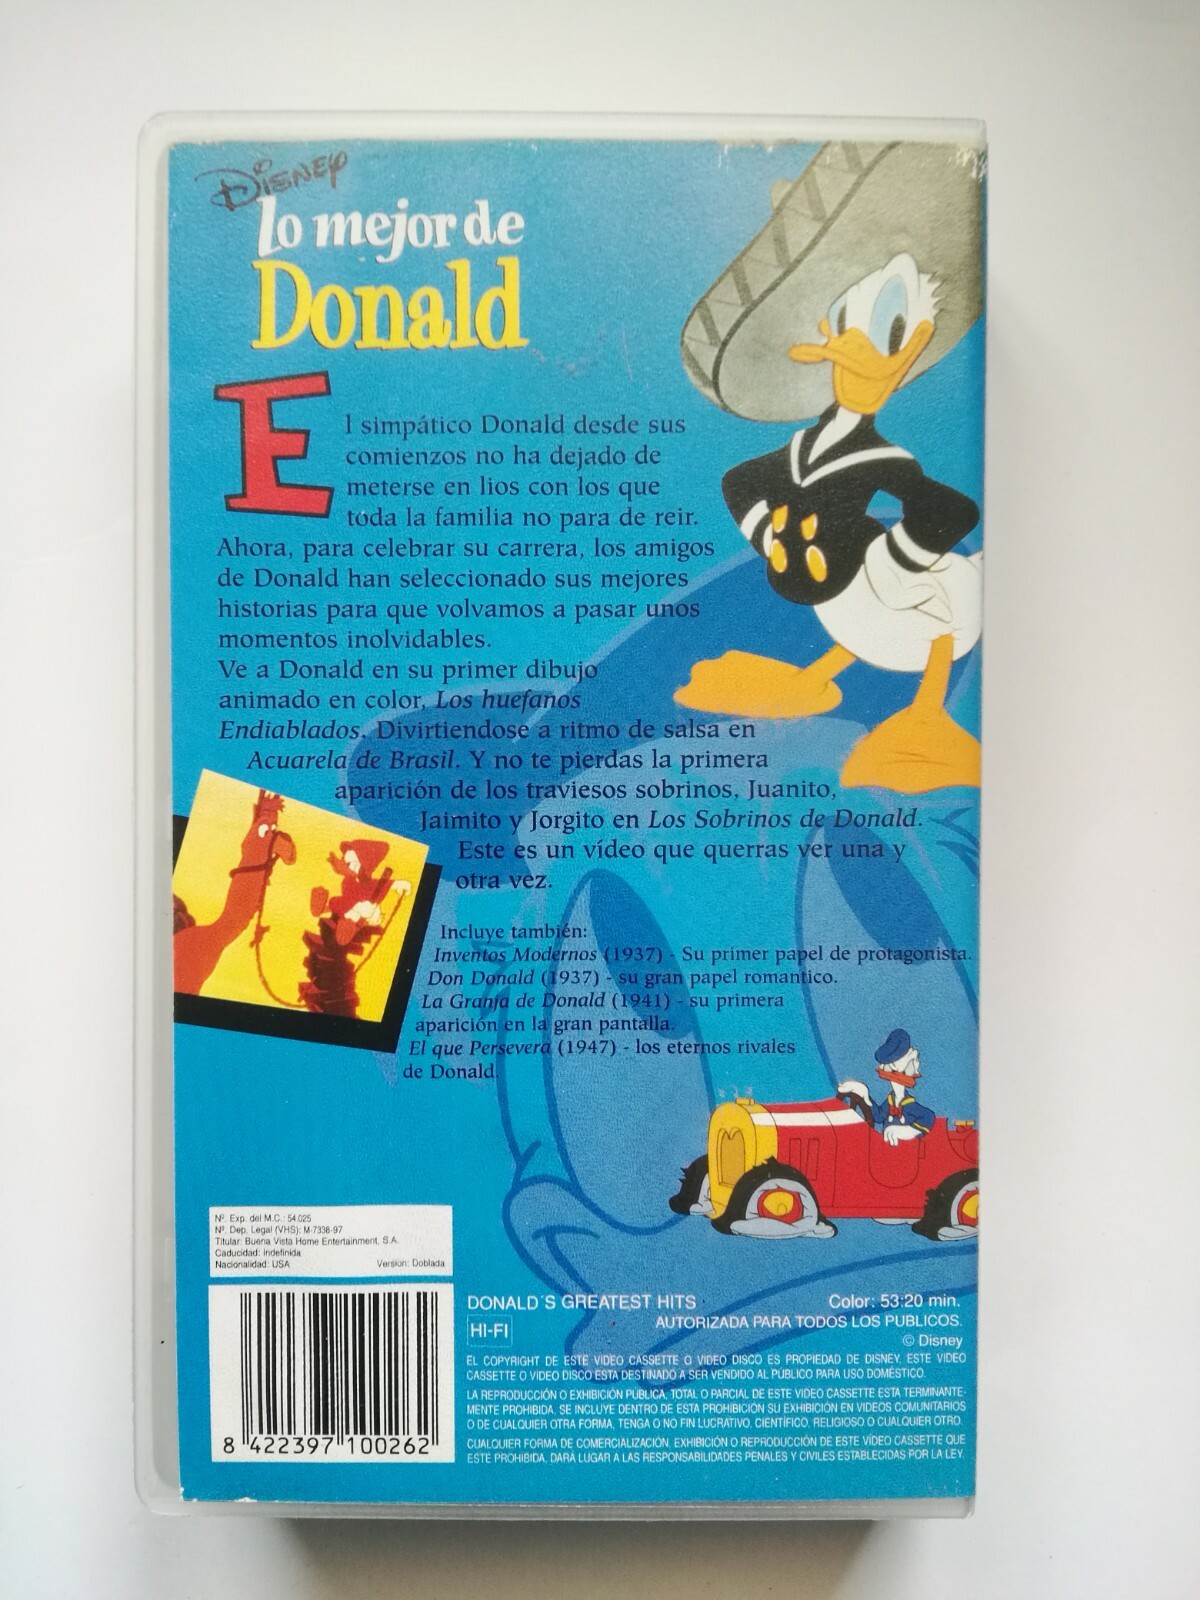 Disney
lo mejor de
Donald
El simpático Donald desde sus
comienzos no ha dejado de
meterse en lios con los que
toda la familia no para de reir.
Ahora, para celebrar su carrera, los amigos
de Donald han seleccionado sus mejores
historias para que volvamos a pasar unos
momentos inolvidables.
Ve a Donald en su primer dibujo
animado en color, Los huefanos
Endiablados. Divirtiendose a ritmo de salsa en
Acuarela de Brasil. Y no te pierdas la primera
aparición de los traviesos sobrinos, Juanito,
Jaimito y Jorgito en Los Sobrinos de Donald.
Este es un vídeo que querras ver una y
otra vez.
Incluye también:
Inventos Modernos (1937) - Su primer papel de protagonista.
Don Donald (1937) - su gran papel romantico.
La Granja de Donald (1941) - su primera
aparición en la gran pantalla.
El que Persevera (1947) - los eternos rivales
de Donald.
Nº. Exp. del M.C.: 54.025
Nº. Dep. Legal (VHS): M-7338-97
Titular: Buena Vista Home Entertainment, S.A.
Caducidad: Indefinida
Nacionalidad: USA Version: Doblada
8 422397 100262
DONALD'S GREATEST HITS Color: 53:20 min.
HI-FI AUTORIZADA PARA TODOS LOS PUBLICOS.
© Disney
EL COPYRIGHT DE ESTE VIDEO CASSETTE O VIDEO DISCO ES PROPIEDAD DE DISNEY, ESTE VIDEO
CASSETTE O VIDEO DISCO ESTA DESTINADO A SER VENDIDO AL PÚBLICO PARA USO DOMÉSTICO.
LA REPRODUCCIÓN O EXHIBICIÓN PUBLICA, TOTAL O PARCIAL DE ESTE VIDEO CASSETTE ESTA TERMINANTE-
MENTE PROHIBIDA. SE INCLUYE DENTRO DE ESTA PROHIBICIÓN SU EXHIBICIÓN EN VIDEOS COMUNITARIOS
O DE CUALQUIER OTRA FORMA, TENGA O NO FIN LUCRATIVO, CIENTÍFICO, RELIGIOSO O CUALQUIER OTRO.
CUALQUIER FORMA DE COMERCIALIZACIÓN, EXHIBICIÓN O REPRODUCCIÓN DE ESTE VÍDEO CASSETTE QUE
ESTE PROHIBIDA, DARÁ LUGAR A LAS RESPONSABILIDADES PENALES Y CIVILES ESTABLECIDAS POR LA LEY.